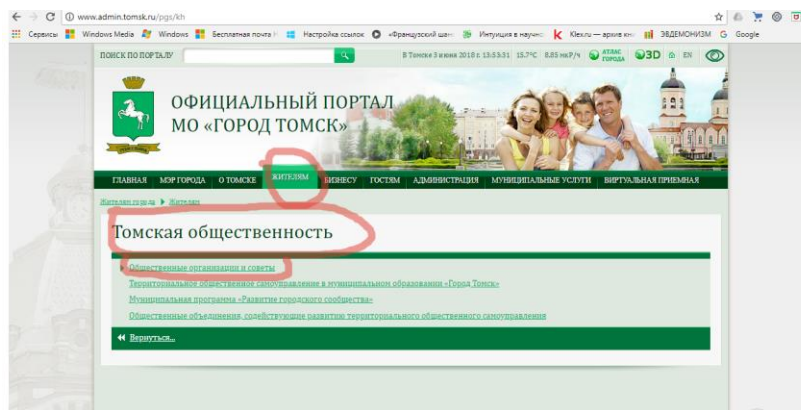 www.admin.tomsk.ru/pgs/kh
Сервисы Windows Media Windows Бесплатная почта Настройка ссылок «Французский шан Интуиция в научно Klex.ru — архив кни ЭВДЕМОНИЗМ Google
ПОИСК ПО ПОРТАЛУ В Томске 3 июня 2018 г. 13:53:31 15.7°C 8.85 мкР/ч АТЛАС ГОРОДА 3D EN
ОФИЦИАЛЬНЫЙ ПОРТАЛ
МО «ГОРОД ТОМСК»
ГЛАВНАЯ МЭР ГОРОДА О ТОМСКЕ ЖИТЕЛЯМ БИЗНЕСУ ГОСТЯМ АДМИНИСТРАЦИЯ МУНИЦИПАЛЬНЫЕ УСЛУГИ ВИРТУАЛЬНАЯ ПРИЕМНАЯ
Жителям города Жителям
Томская общественность
Общественные организации и советы
Территориальное общественное самоуправление в муниципальном образовании «Город Томск»
Муниципальная программа «Развитие городского сообщества»
Общественные объединения, содействующие развитию территориального общественного самоуправления
Вернуться...